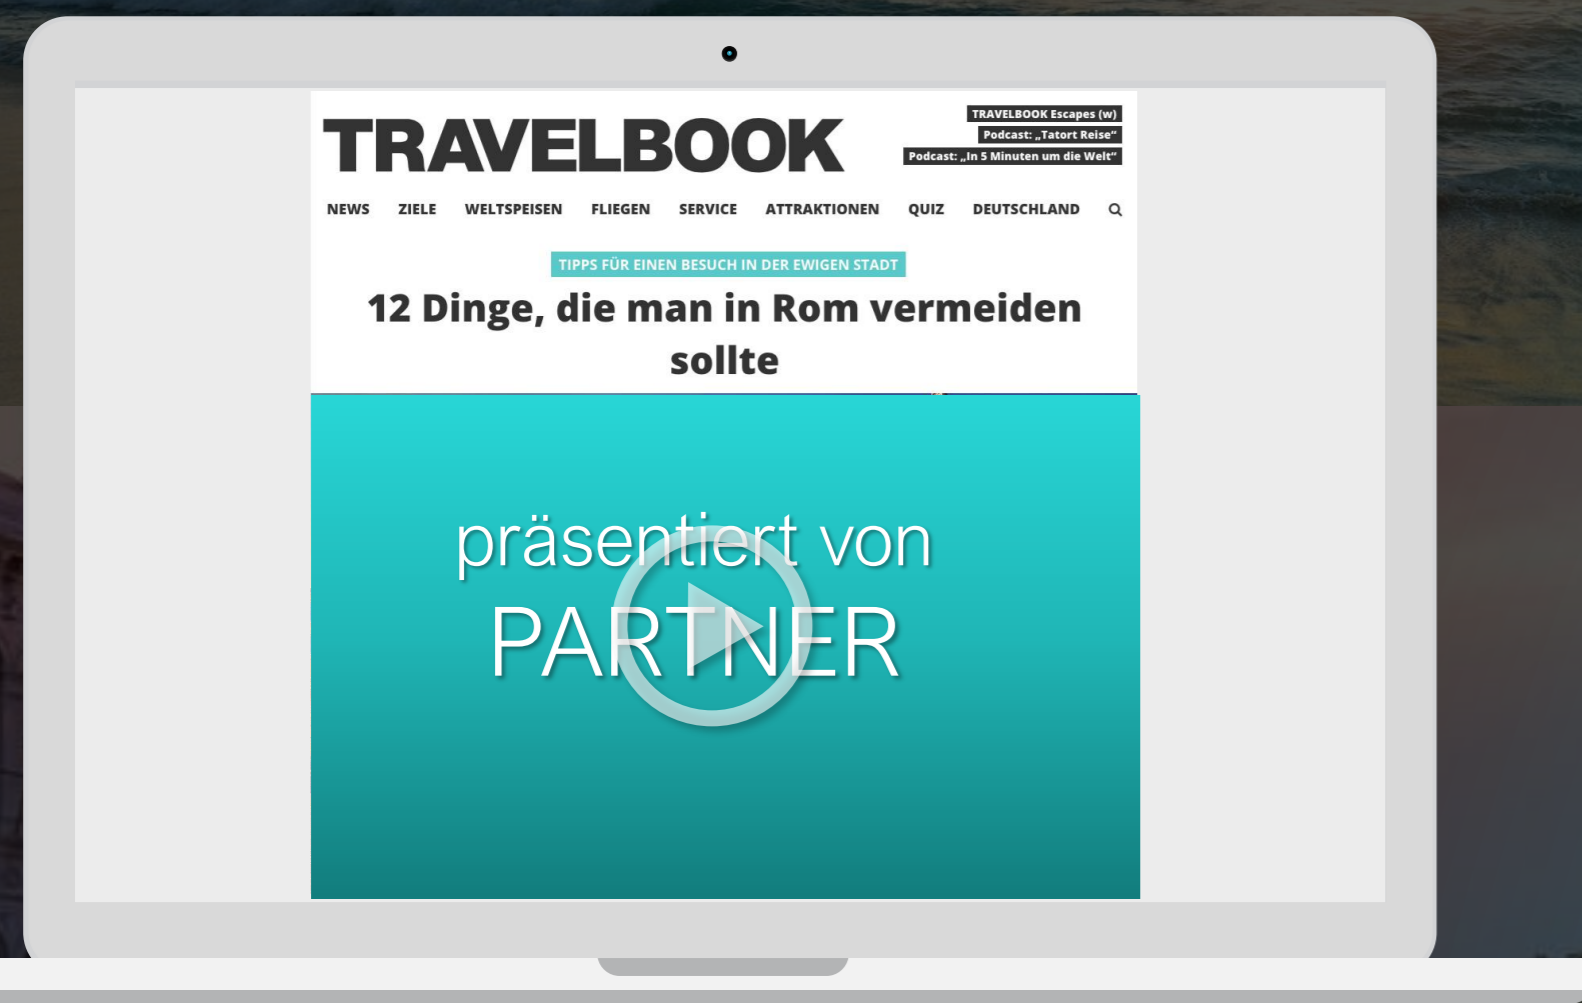 TRAVELBOOK
TRAVELBOOK Escapes (w)
Podcast: „Tatort Reise“
Podcast: „In 5 Minuten um die Welt“
NEWS ZIELE WELTSPEISEN FLIEGEN SERVICE ATTRAKTIONEN QUIZ DEUTSCHLAND
TIPPS FÜR EINEN BESUCH IN DER EWIGEN STADT
12 Dinge, die man in Rom vermeiden
sollte
präsentiert von
PARTNER